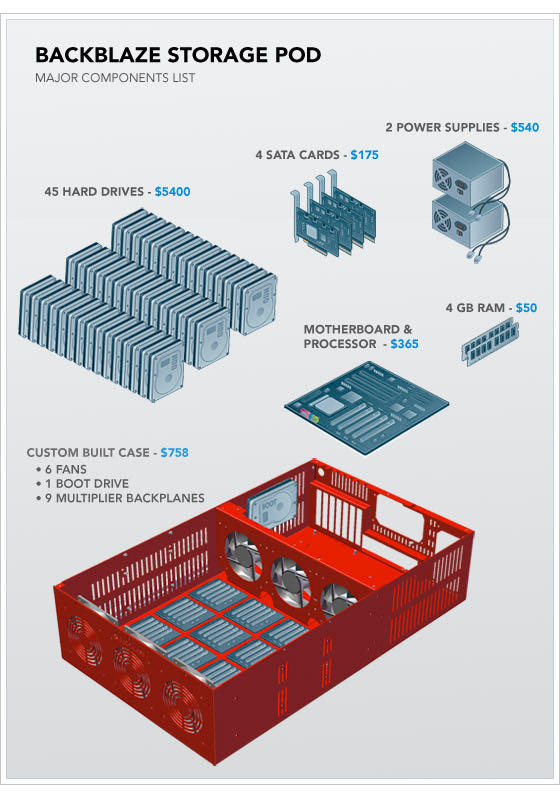 BACKBLAZE STORAGE POD
MAJOR COMPONENTS LIST
2 POWER SUPPLIES - $540
4 SATA CARDS - $175
45 HARD DRIVES - $5400
4 GB RAM - $50
MOTHERBOARD &
PROCESSOR - $365
CUSTOM BUILT CASE - $758
• 6 FANS
• 1 BOOT DRIVE
• 9 MULTIPLIER BACKPLANES
BOOT